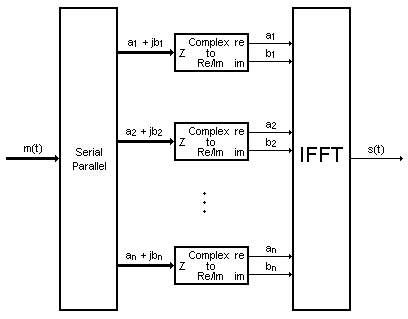 m(t)
Serial
Parallel
a1 + jb1
Z
Complex re
to
Re/Im im
a1
b1
a2 + jb2
Z
Complex re
to
Re/Im im
a2
b2
an + jbn
Z
Complex re
to
Re/Im im
an
bn
IFFT
s(t)